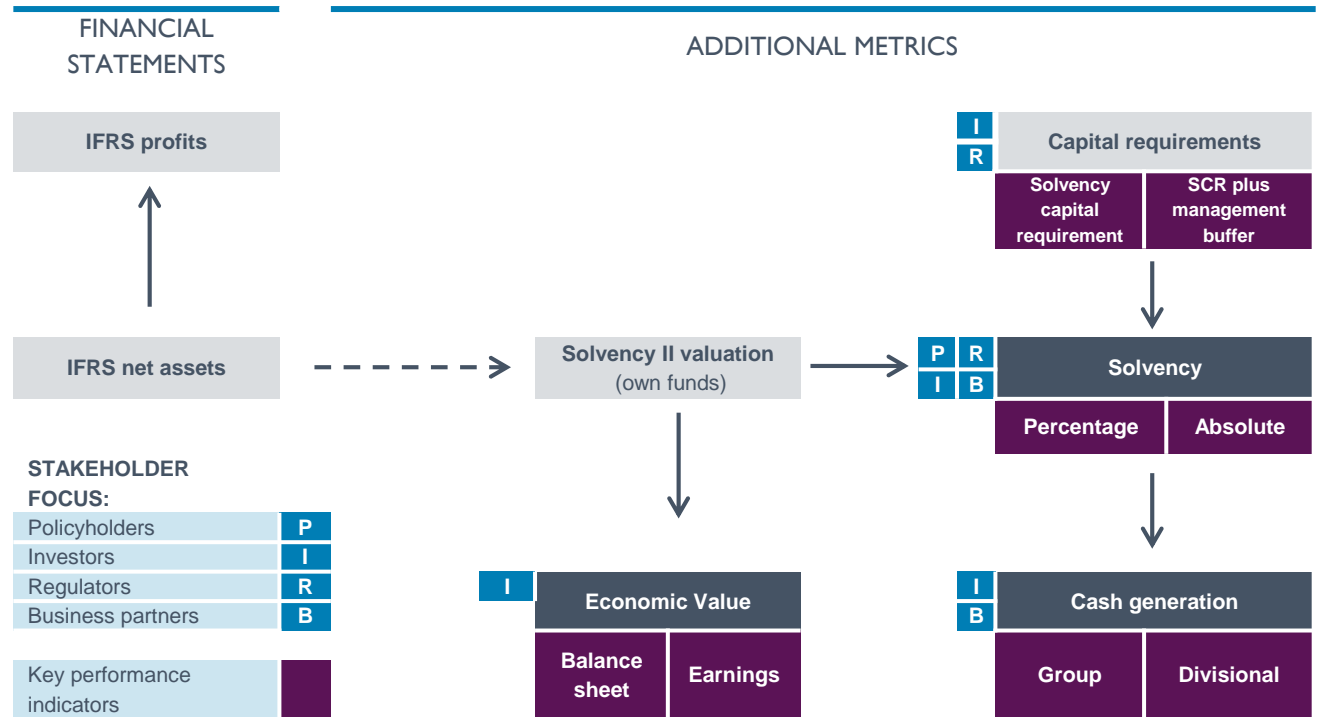 FINANCIAL
STATEMENTS
ADDITIONAL METRICS
IFRS profits
I
R
Capital requirements
Solvency
capital
requirement
SCR plus
management
buffer
IFRS net assets
Solvency II valuation
(own funds)
P R
I B
Solvency
Percentage
Absolute
STAKEHOLDER
FOCUS:
Policyholders P
Investors I
Regulators R
Business partners B
Key performance
indicators
I
Economic Value
Balance
sheet
Earnings
I
B
Cash generation
Group
Divisional